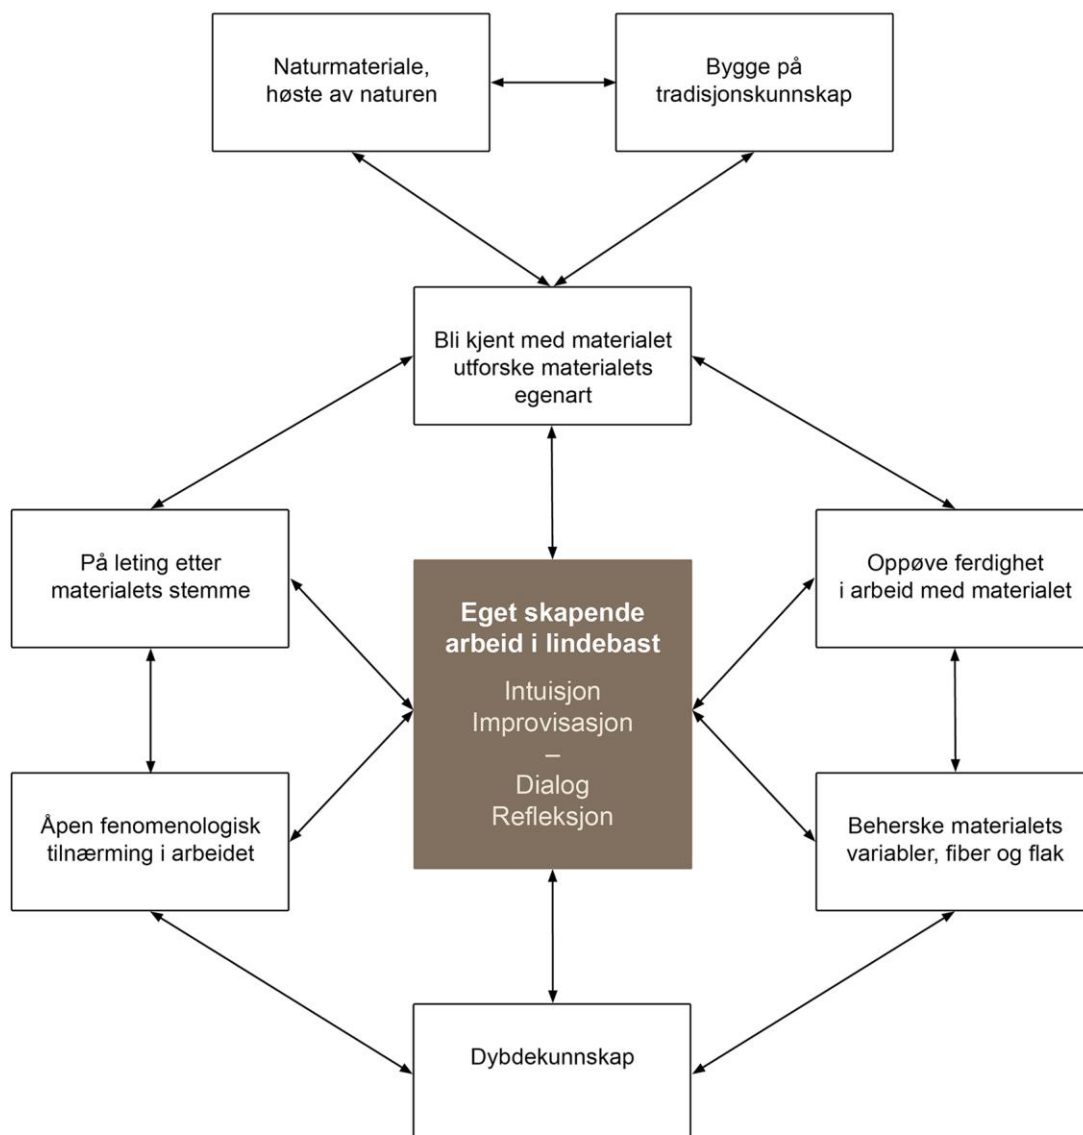 Naturmateriale,
høste av naturen
Bygge på
tradisjonskunnskap
Bli kjent med materialet
utforske materialets
egenart
På leting etter
materialets stemme
Eget skapende
arbeid i lindebast
Intuisjon
Improvisasjon
–
Dialog
Refleksjon
Oppøve ferdighet
i arbeid med materialet
Åpen fenomenologisk
tilnærming i arbeidet
Beherske materialets
variabler, fiber og flak
Dybdekunnskap